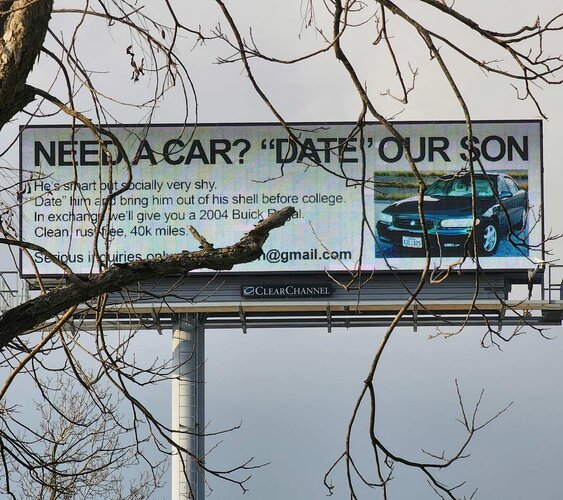 NEED A CAR? "DATE" OUR SON
He's smart but socially very shy.
Date" him and bring him out of his shell before college.
In exchange we'll give you a 2004 Buick Regal.
Clean, rust free, 40k miles.
Serious inquiries only @gmail.com
CLEARCHANNEL